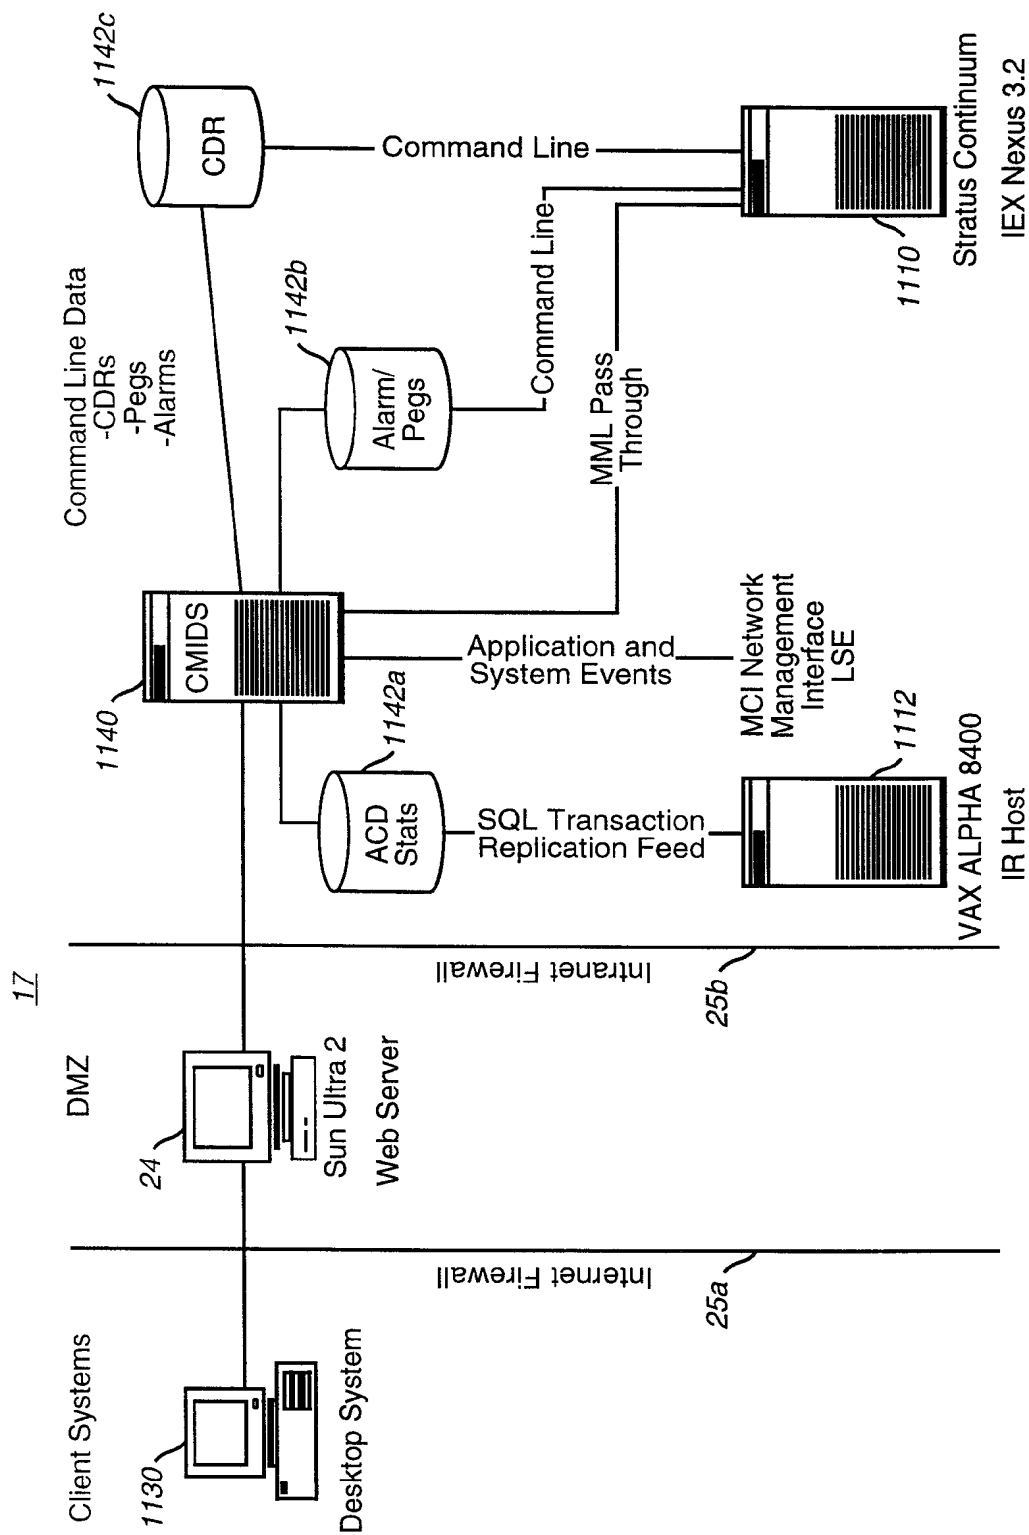 17
Client Systems
1130
Desktop System
Internet Firewall
25a
DMZ
24
Sun Ultra 2
Web Server
Intranet Firewall
25b
1140
CMIDS
Command Line Data
-CDRs
-Pegs
-Alarms
1142c
CDR
Command Line
1142b
Alarm/
Pegs
Command Line
MML Pass
Through
1142a
ACD
Stats
SQL Transaction
Replication Feed
Application and
System Events
MCI Network
Management
Interface
LSE
1112
VAX ALPHA 8400
IR Host
1110
Stratus Continuum
IEX Nexus 3.2